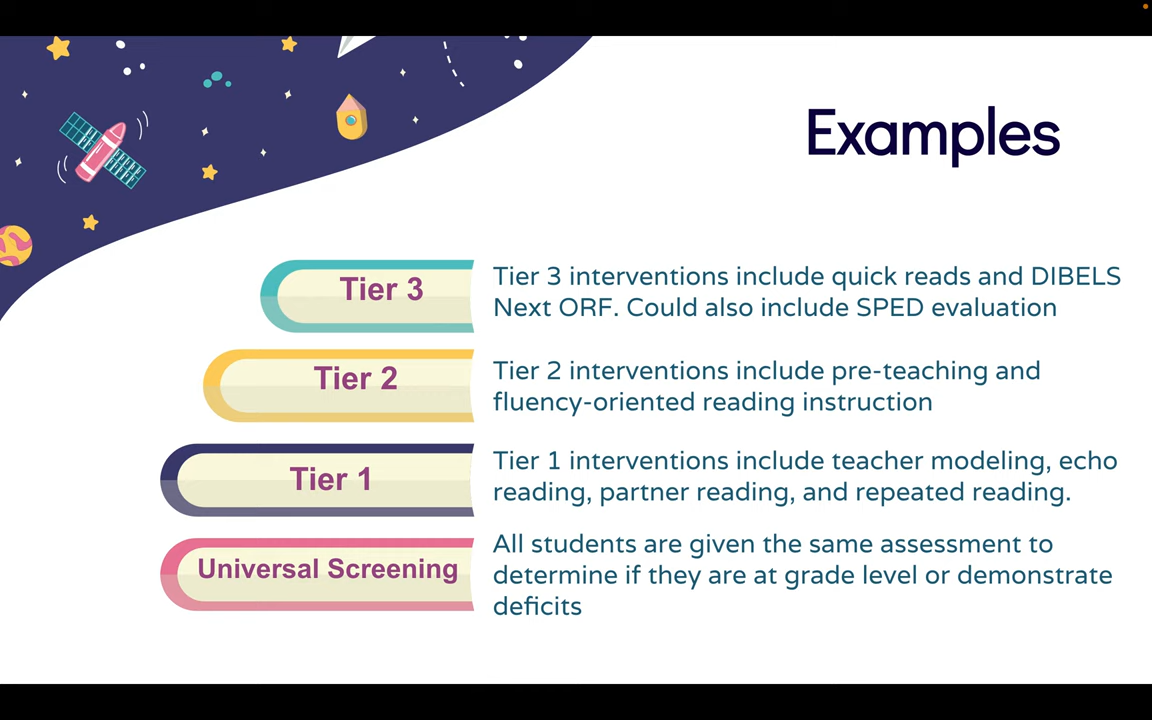 Examples
Tier 3
Tier 3 interventions include quick reads and DIBELS
Next ORF. Could also include SPED evaluation
Tier 2
Tier 2 interventions include pre-teaching and
fluency-oriented reading instruction
Tier 1
Tier 1 interventions include teacher modeling, echo
reading, partner reading, and repeated reading.
Universal Screening
All students are given the same assessment to
determine if they are at grade level or demonstrate
deficits